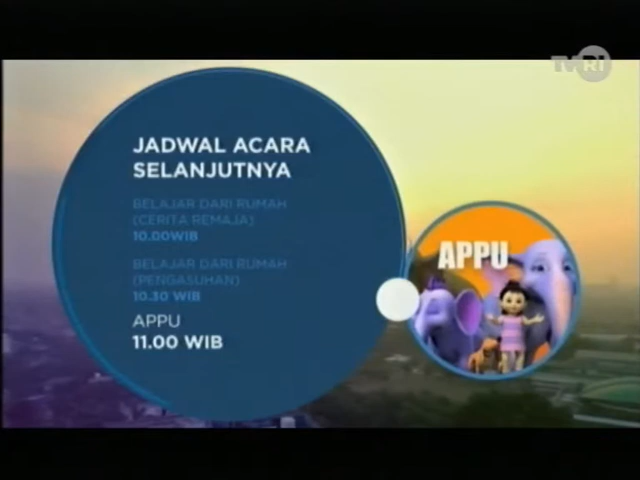 TVRI
JADWAL ACARA
SELANJUTNYA
BELAJAR DARI RUMAH
(CERITA REMAJA)
10.00WIB
BELAJAR DARI RUMAH
(PENGASUHAN)
10.30 WIB
APPU
11.00 WIB
APPU